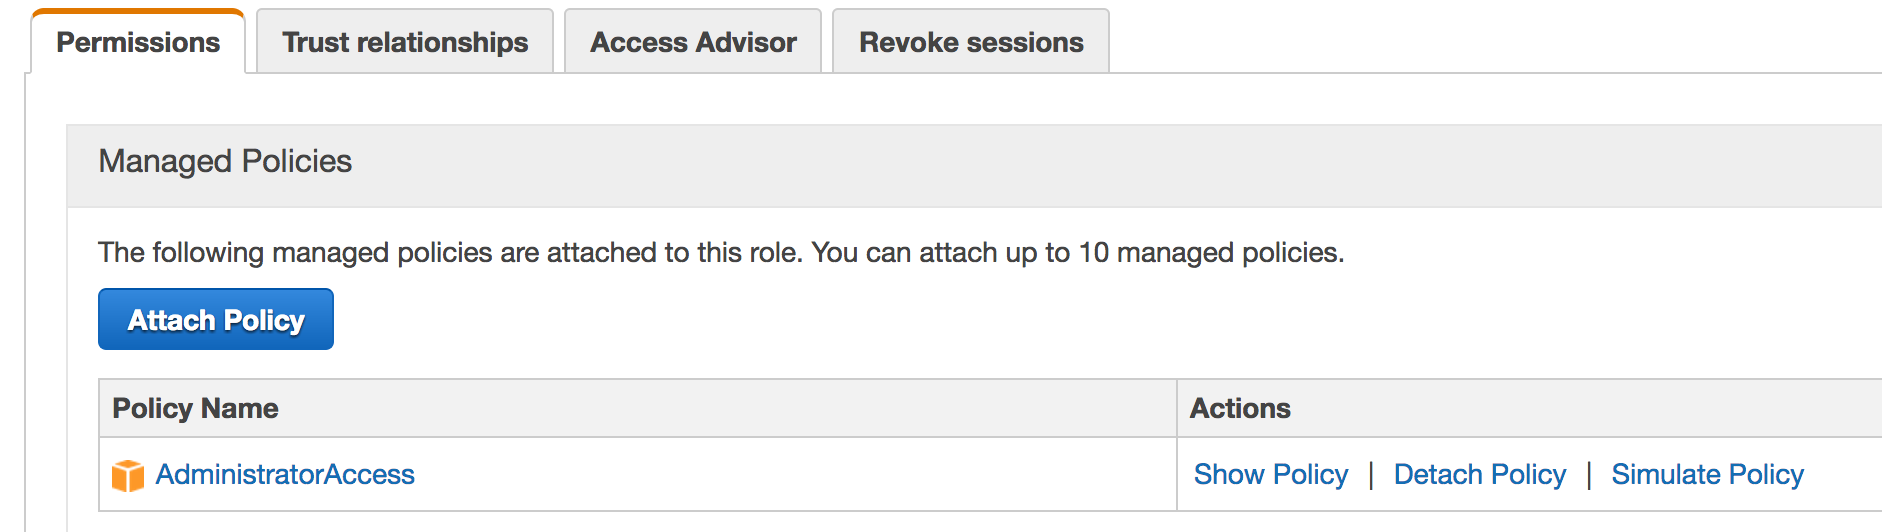 Permissions Trust relationships Access Advisor Revoke sessions
Managed Policies
The following managed policies are attached to this role. You can attach up to 10 managed policies.
Attach Policy
Policy Name Actions
AdministratorAccess Show Policy | Detach Policy | Simulate Policy